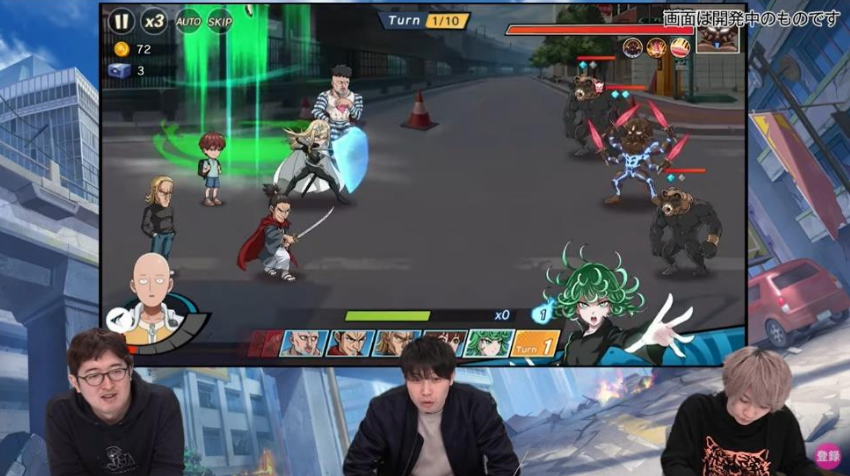 画面は開発中のものです
x3
AUTO
SKIP
Turn 1/10
72
3
x0
1
Turn 1
登録